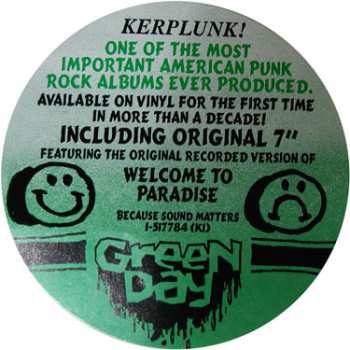 KERPLUNK!
ONE OF THE MOST
IMPORTANT AMERICAN PUNK
ROCK ALBUMS EVER PRODUCED.
AVAILABLE ON VINYL FOR THE FIRST TIME
IN MORE THAN A DECADE!
INCLUDING ORIGINAL 7"
FEATURING THE ORIGINAL RECORDED VERSION OF
WELCOME TO
PARADISE
BECAUSE SOUND MATTERS
1-517784 (K1)
GREEN
DAY